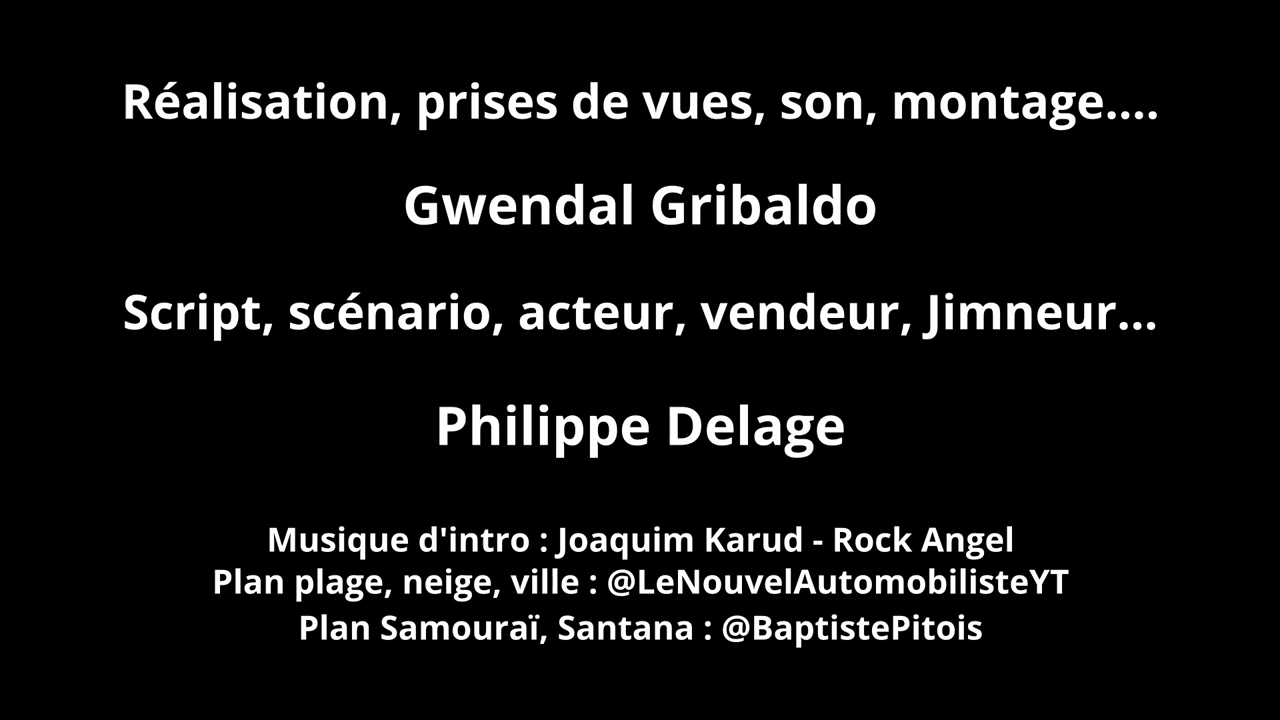 Réalisation, prises de vues, son, montage....
Gwendal Gribaldo
Script, scénario, acteur, vendeur, Jimneur...
Philippe Delage
Musique d'intro : Joaquim Karud - Rock Angel
Plan plage, neige, ville : @LeNouvelAutomobilisteYT
Plan Samouraï, Santana : @BaptistePitois